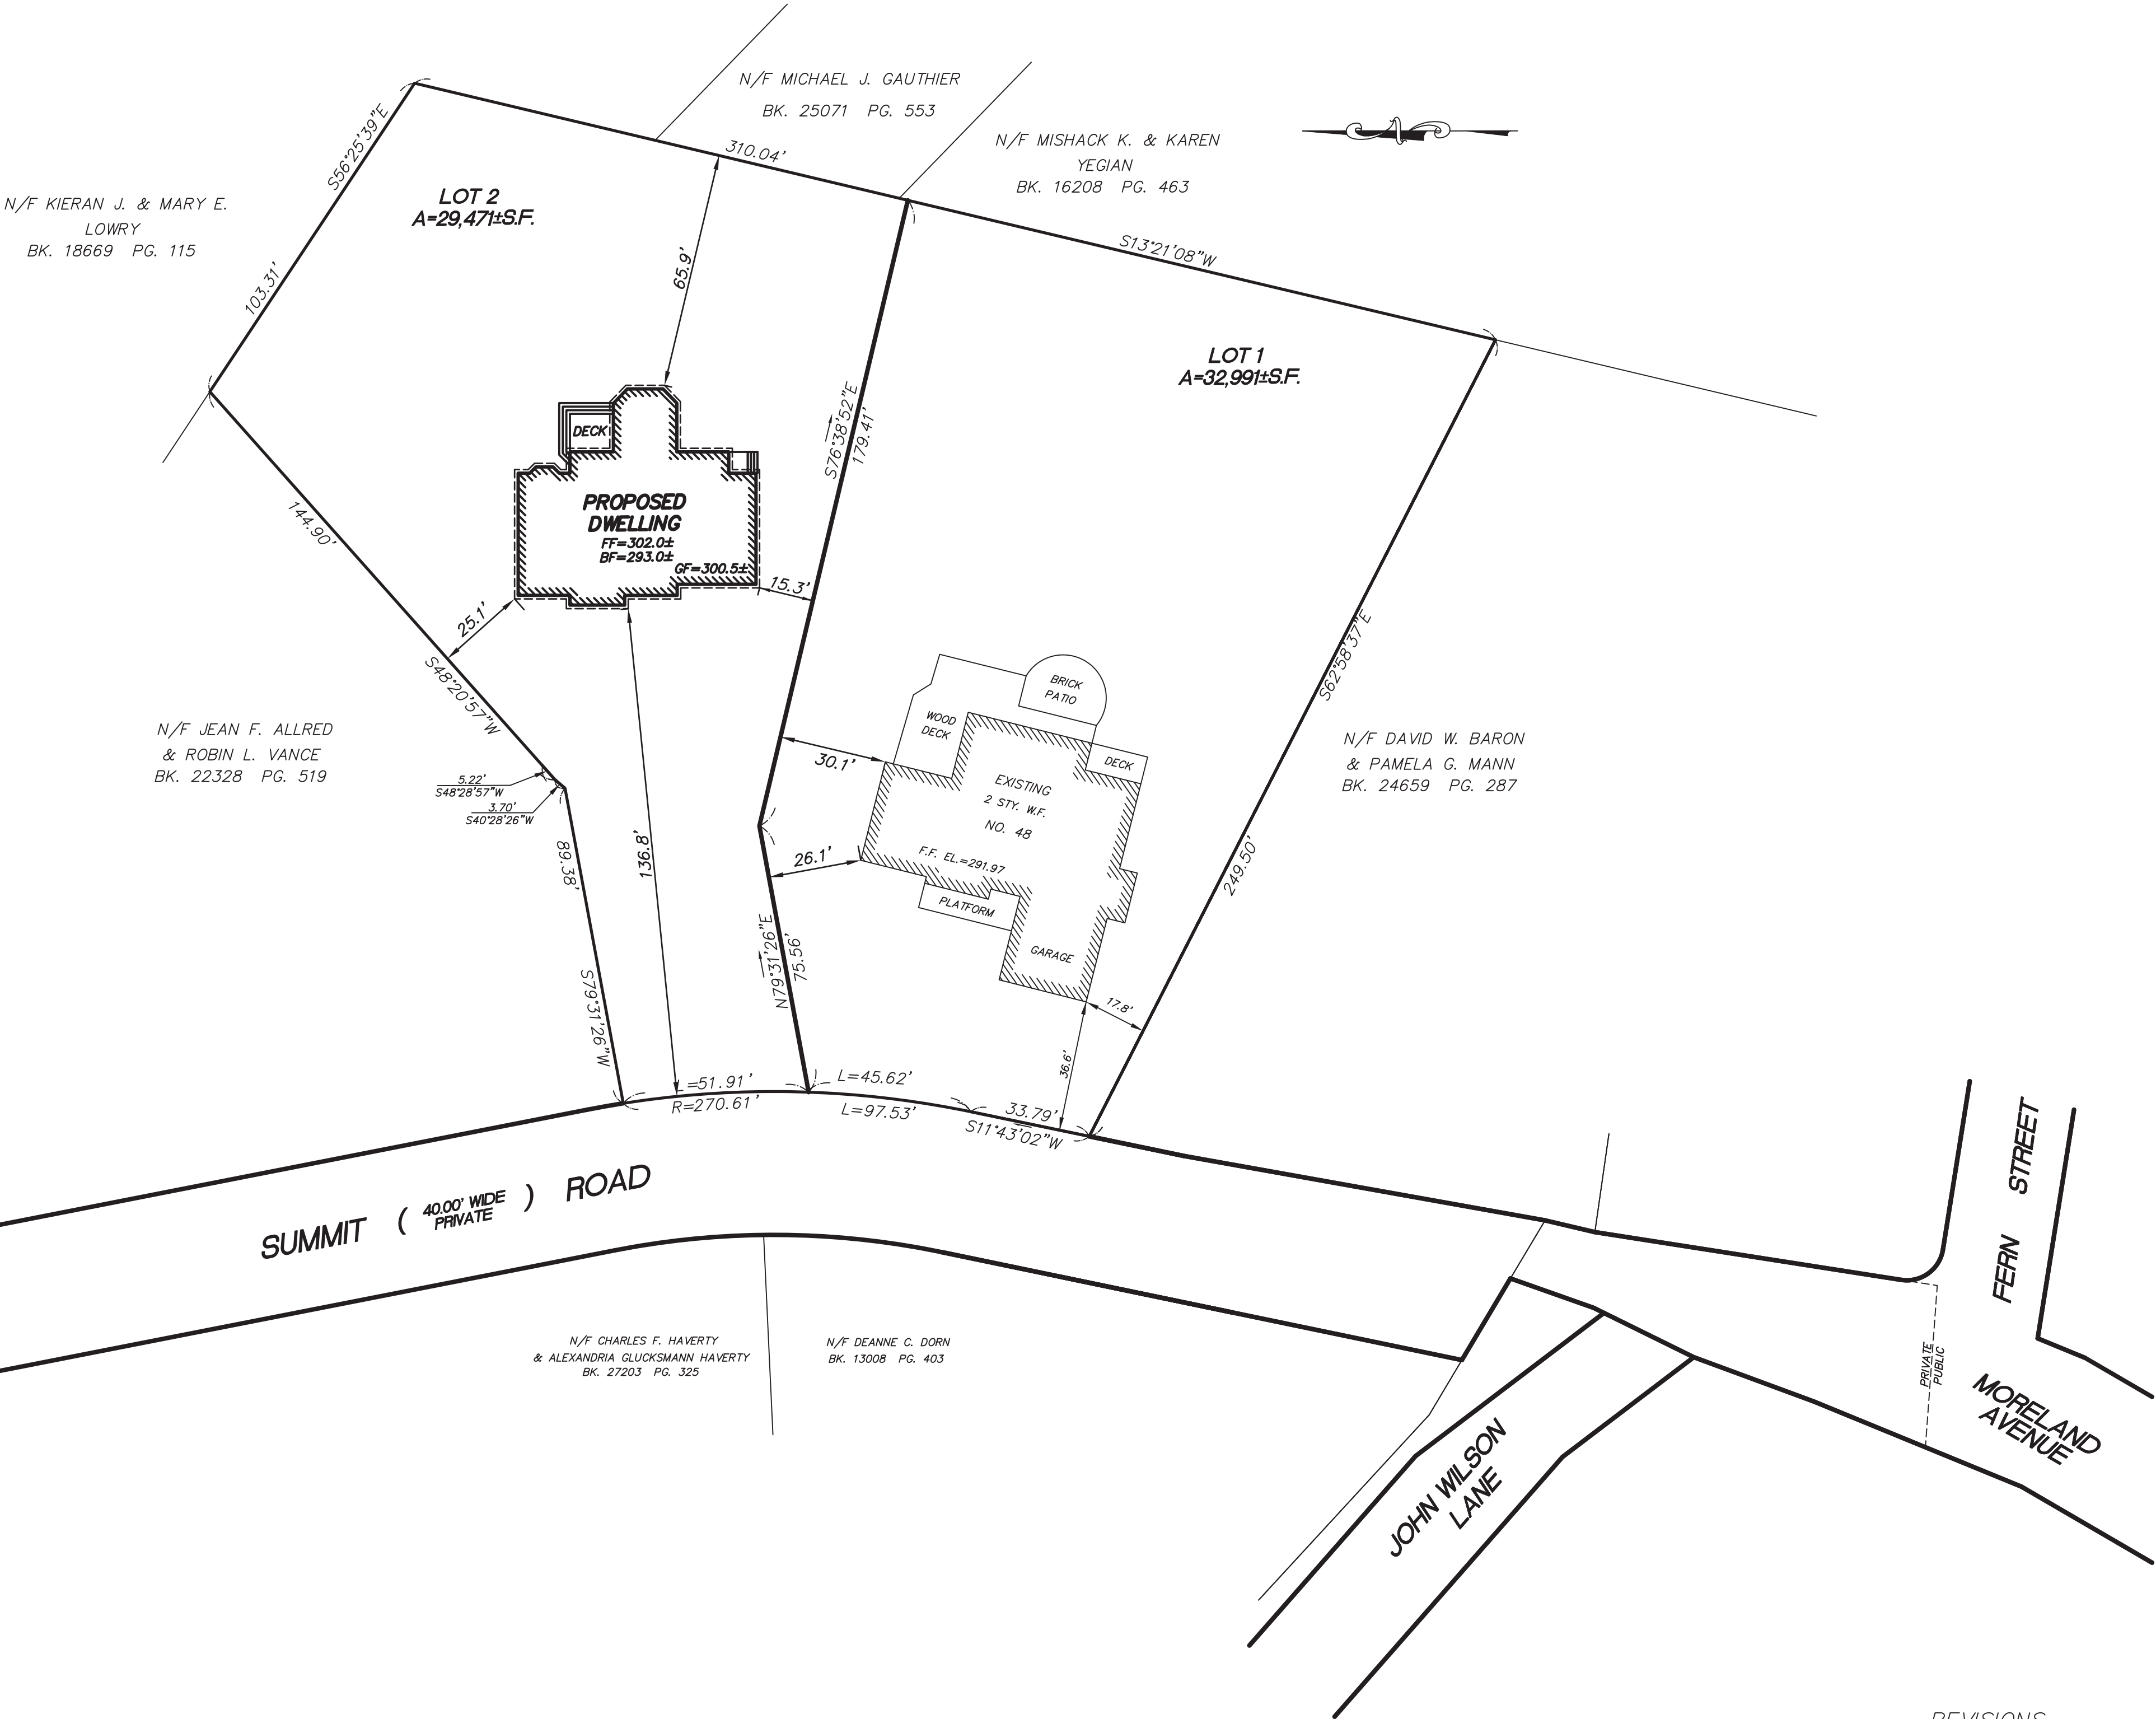 N/F MICHAEL J. GAUTHIER
BK. 25071 PG. 553
N/F MISHACK K. & KAREN
YEGIAN
BK. 16208 PG. 463
N/F KIERAN J. & MARY E.
LOWRY
BK. 18669 PG. 115
S56°25'39"E
103.31'
310.04'
LOT 2
A=29,471±S.F.
65.9'
S13°21'08"W
LOT 1
A=32,991±S.F.
S76°38'52"E
179.41'
DECK
PROPOSED
DWELLING
FF=302.0±
BF=293.0±
GF=300.5±
15.3'
25.1'
144.90'
S48°20'57"W
5.22'
S48°28'57"W
3.70'
S40°28'26"W
N/F JEAN F. ALLRED
& ROBIN L. VANCE
BK. 22328 PG. 519
89.38'
S79°31'26"W
136.8'
30.1'
26.1'
N79°31'26"E
75.56'
BRICK
PATIO
WOOD
DECK
DECK
EXISTING
2 STY. W.F.
NO. 48
F.F. EL.=291.97
PLATFORM
GARAGE
17.8'
36.6'
S62°58'37"E
249.50'
N/F DAVID W. BARON
& PAMELA G. MANN
BK. 24659 PG. 287
=51.91'
R=270.61'
L=45.62'
L=97.53'
33.79'
S11°43'02"W
SUMMIT ( 40.00' WIDE
PRIVATE ) ROAD
N/F CHARLES F. HAVERTY
& ALEXANDRIA GLUCKSMANN HAVERTY
BK. 27203 PG. 325
N/F DEANNE C. DORN
BK. 13008 PG. 403
FERN STREET
PRIVATE
PUBLIC
MORELAND
AVENUE
JOHN WILSON
LANE
REVISIONS